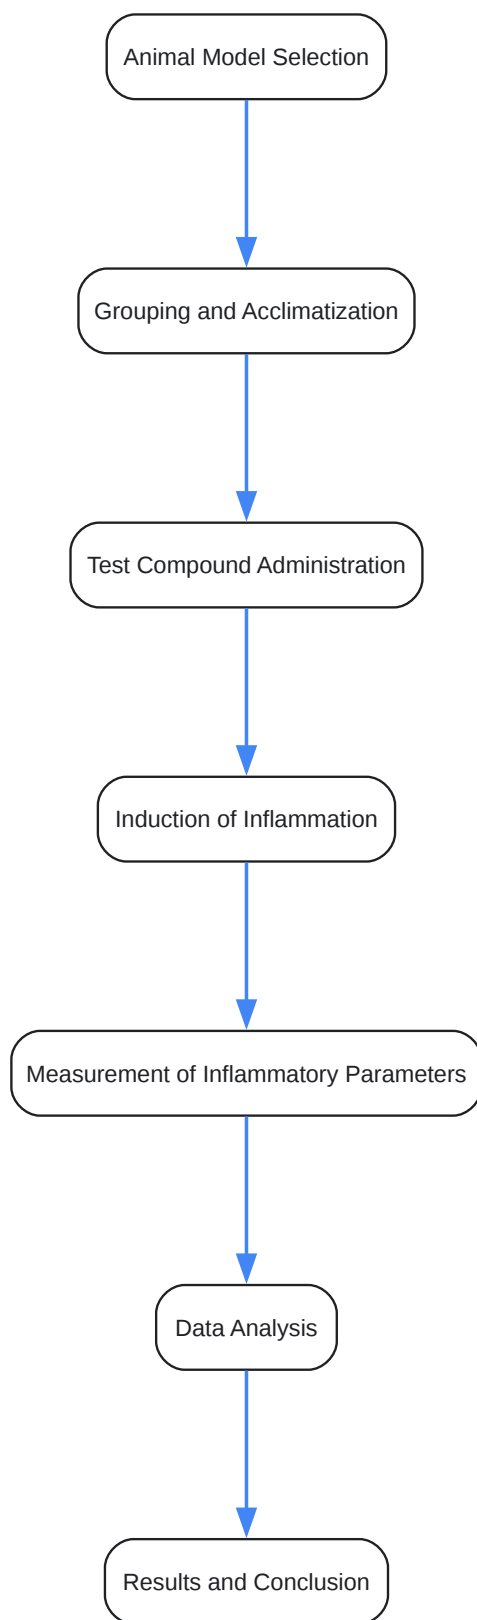 Animal Model Selection
Grouping and Acclimatization
Test Compound Administration
Induction of Inflammation
Measurement of Inflammatory Parameters
Data Analysis
Results and Conclusion